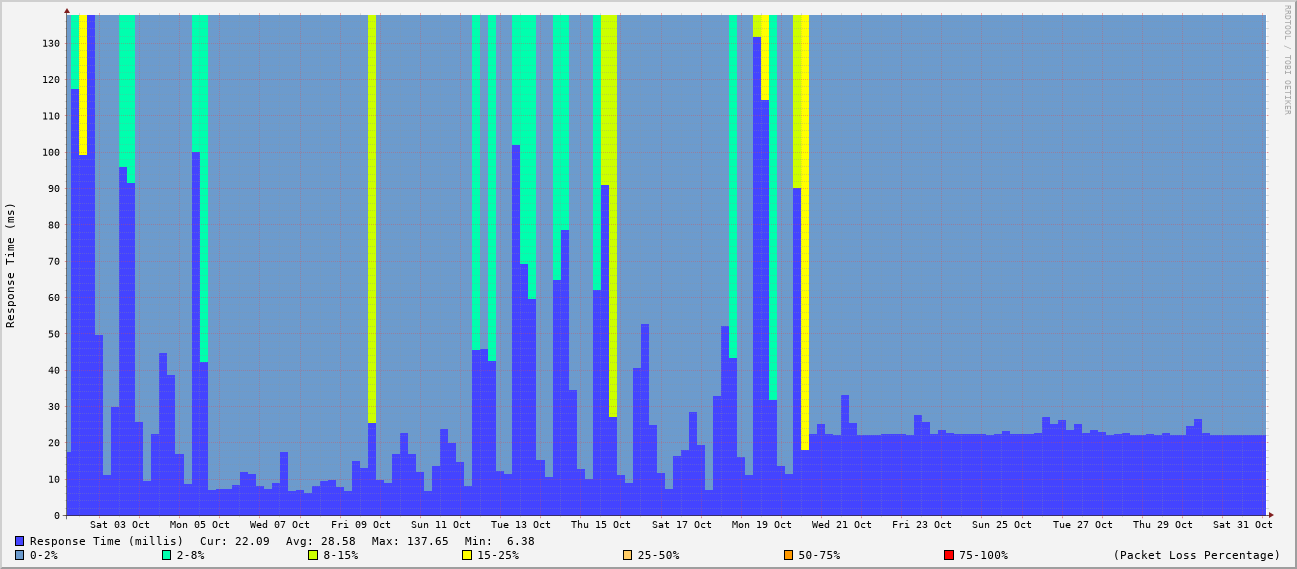 RRDTOOL / TOBI OETIKER
Response Time (ms)
130
120
110
100
90
80
70
60
50
40
30
20
10
0
Sat 03 Oct Mon 05 Oct Wed 07 Oct Fri 09 Oct Sun 11 Oct Tue 13 Oct Thu 15 Oct Sat 17 Oct Mon 19 Oct Wed 21 Oct Fri 23 Oct Sun 25 Oct Tue 27 Oct Thu 29 Oct Sat 31 Oct
Response Time (millis) Cur: 22.09 Avg: 28.58 Max: 137.65 Min: 6.38
0-2% 2-8% 8-15% 15-25% 25-50% 50-75% 75-100% (Packet Loss Percentage)